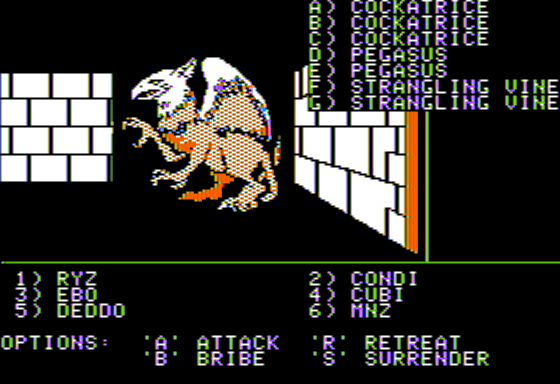 A) COCKATRICE
B) COCKATRICE
C) COCKATRICE
D) PEGASUS
E) PEGASUS
F) STRANGLING VINE
G) STRANGLING VINE
1) RYZ 2) CONDI
3) EBO 4) CUBI
5) DEDDO 6) MNZ
OPTIONS: 'A' ATTACK 'R' RETREAT
'B' BRIBE 'S' SURRENDER